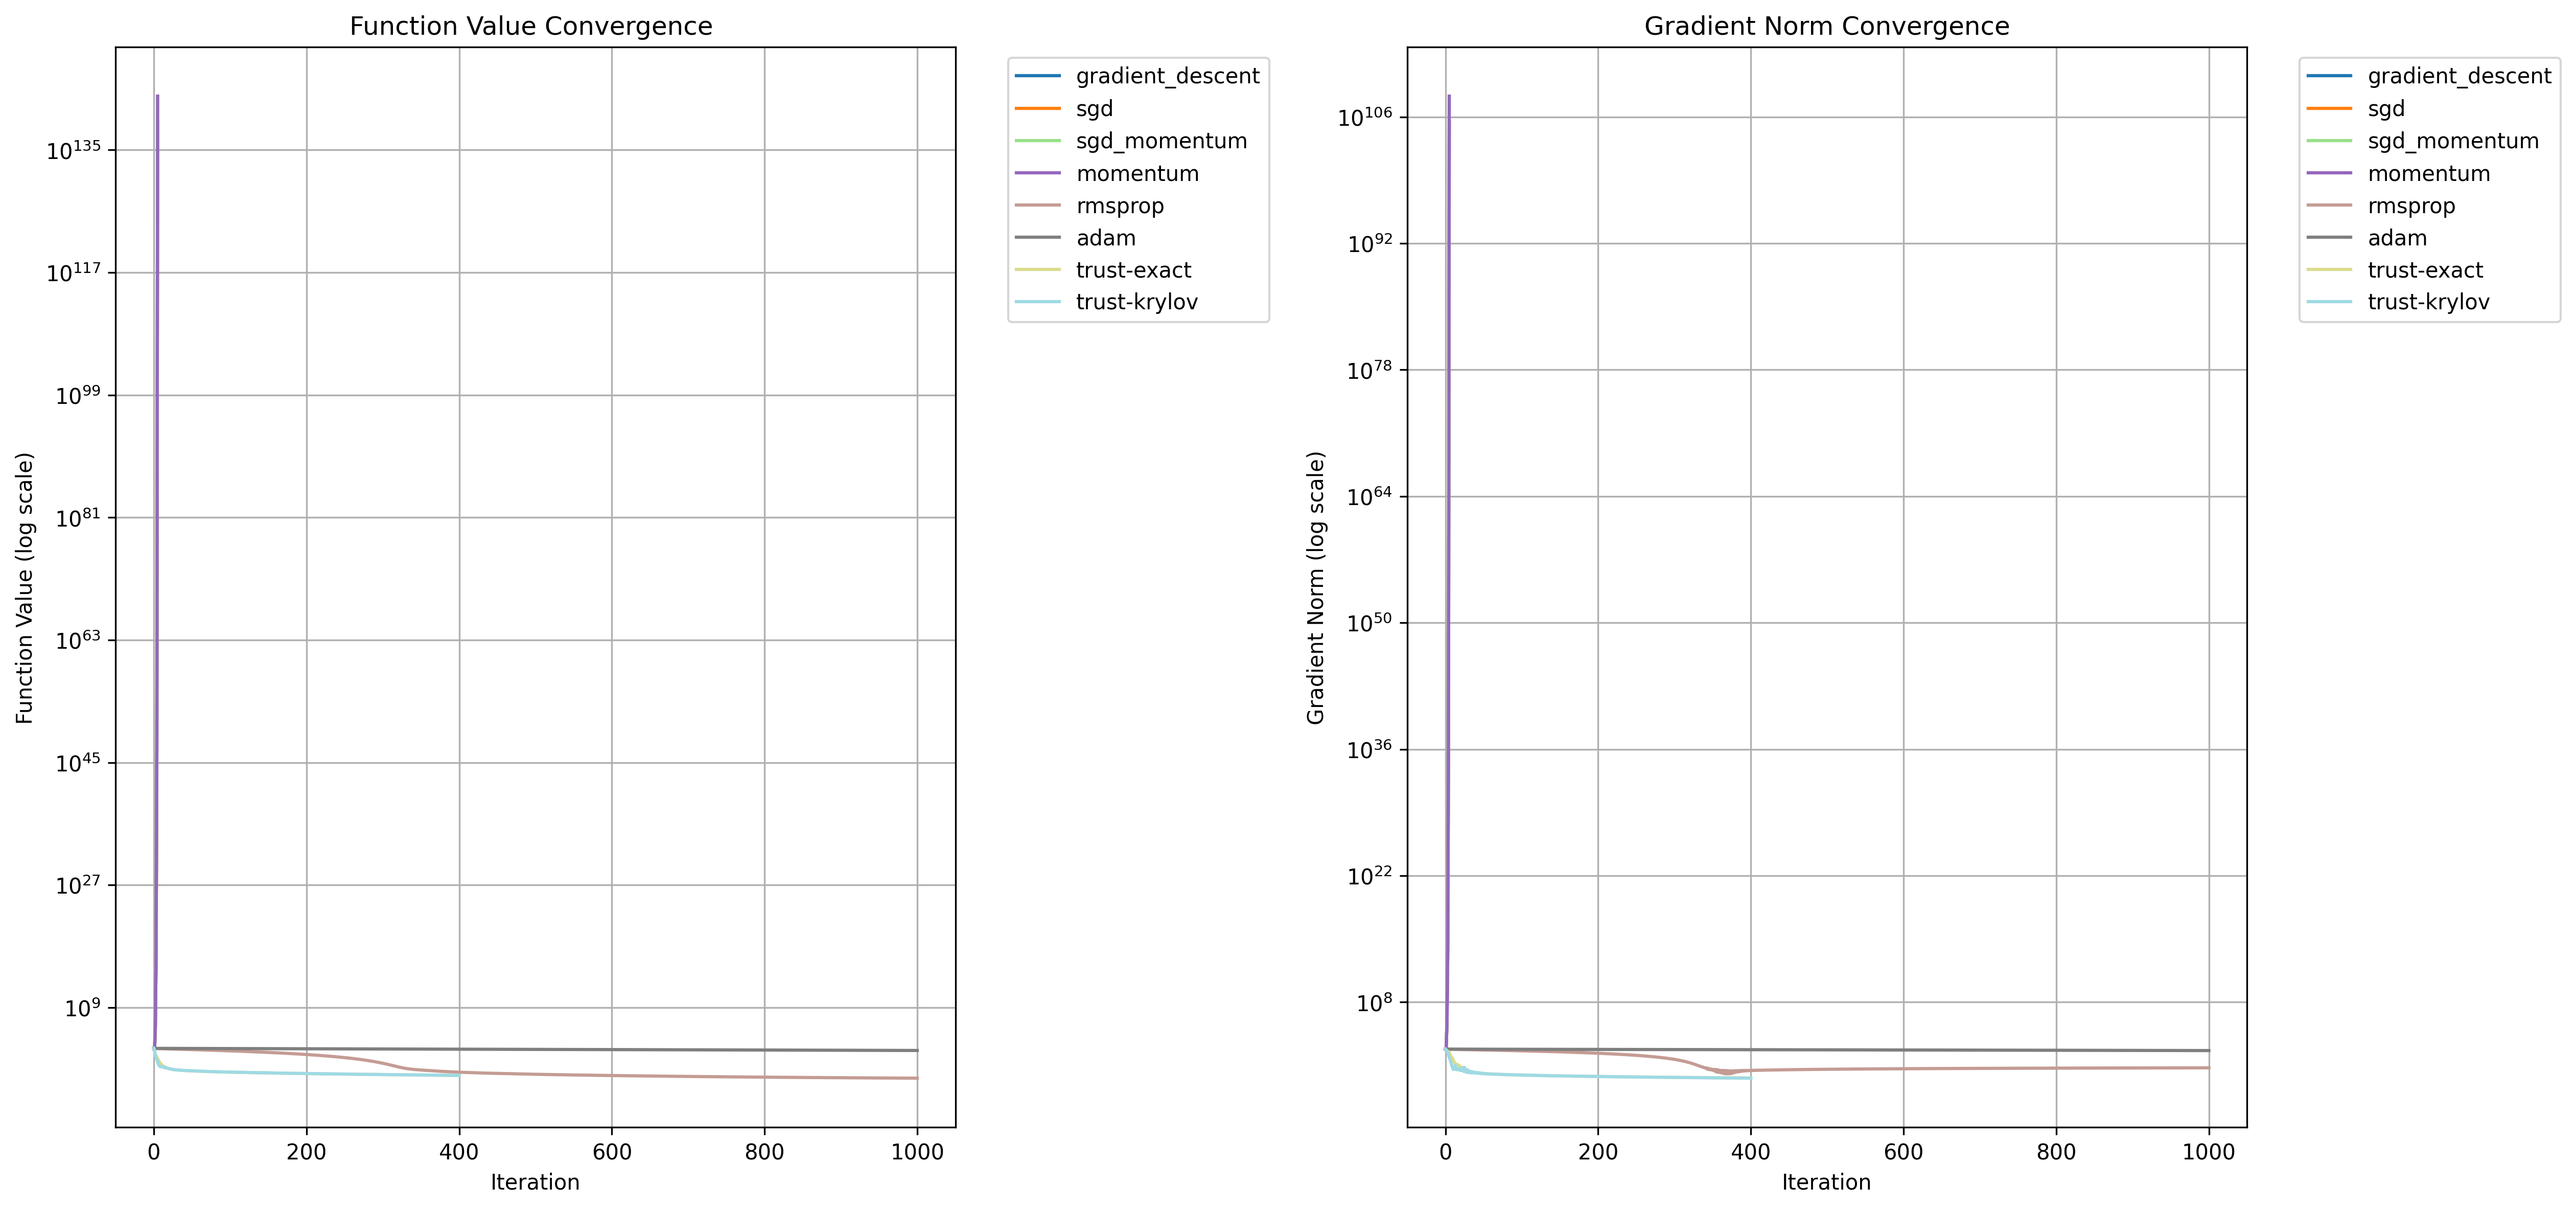 Function Value Convergence
Function Value (log scale)
10^135
10^117
10^99
10^81
10^63
10^45
10^27
10^9
0 200 400 600 800 1000
Iteration
gradient_descent
sgd
sgd_momentum
momentum
rmsprop
adam
trust-exact
trust-krylov
Gradient Norm Convergence
Gradient Norm (log scale)
10^106
10^92
10^78
10^64
10^50
10^36
10^22
10^8
0 200 400 600 800 1000
Iteration
gradient_descent
sgd
sgd_momentum
momentum
rmsprop
adam
trust-exact
trust-krylov